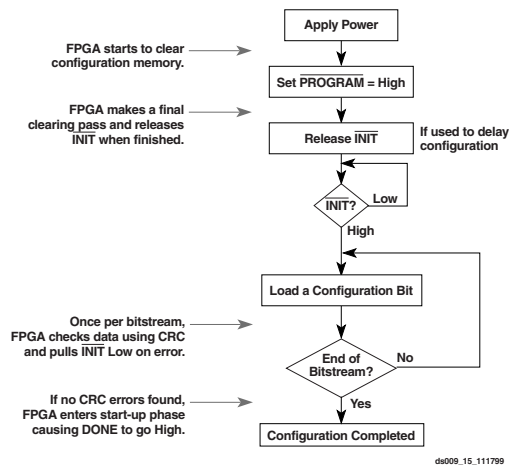 Apply Power
FPGA starts to clear
configuration memory.
Set PROGRAM = High
FPGA makes a final
clearing pass and releases
INIT when finished.
Release INIT
If used to delay
configuration
INIT?
Low
High
Load a Configuration Bit
Once per bitstream,
FPGA checks data using CRC
and pulls INIT Low on error.
End of
Bitstream?
No
Yes
If no CRC errors found,
FPGA enters start-up phase
causing DONE to go High.
Configuration Completed
ds009_15_111799